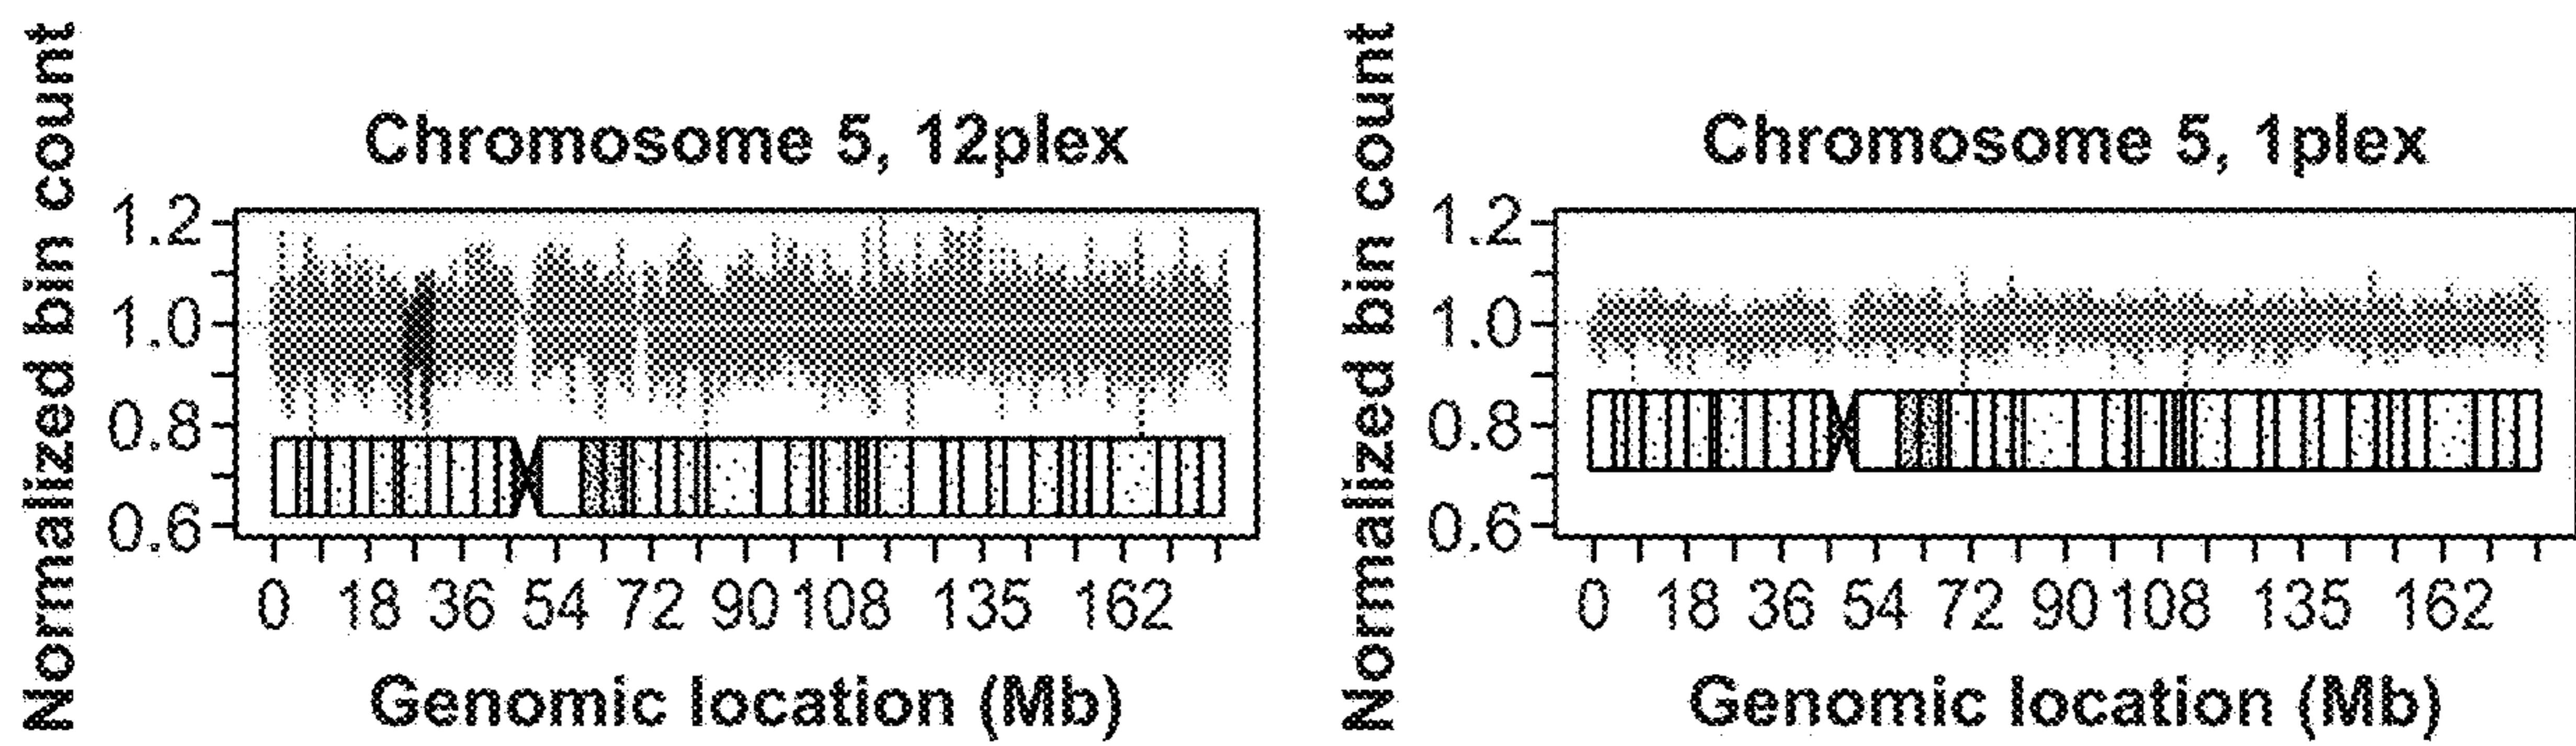 Chromosome 5, 12plex
Normalized bin count
1.2
1.0
0.8
0.6
0 18 36 54 72 90 108 135 162
Genomic location (Mb)
Chromosome 5, 1plex
Normalized bin count
1.2
1.0
0.8
0.6
0 18 36 54 72 90 108 135 162
Genomic location (Mb)